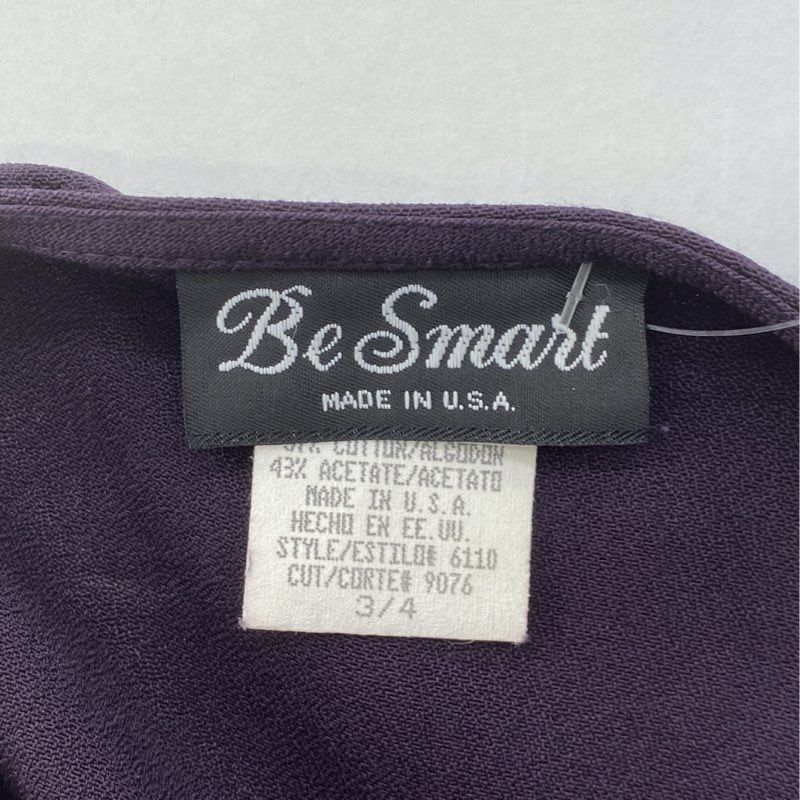 Be Smart
MADE IN U.S.A.
COTTON/ALGODON
43% ACETATE/ACETATO
MADE IN U.S.A.
HECHO EN EE.UU.
STYLE/ESTILO# 6110
CUT/CORTE# 9076
3/4